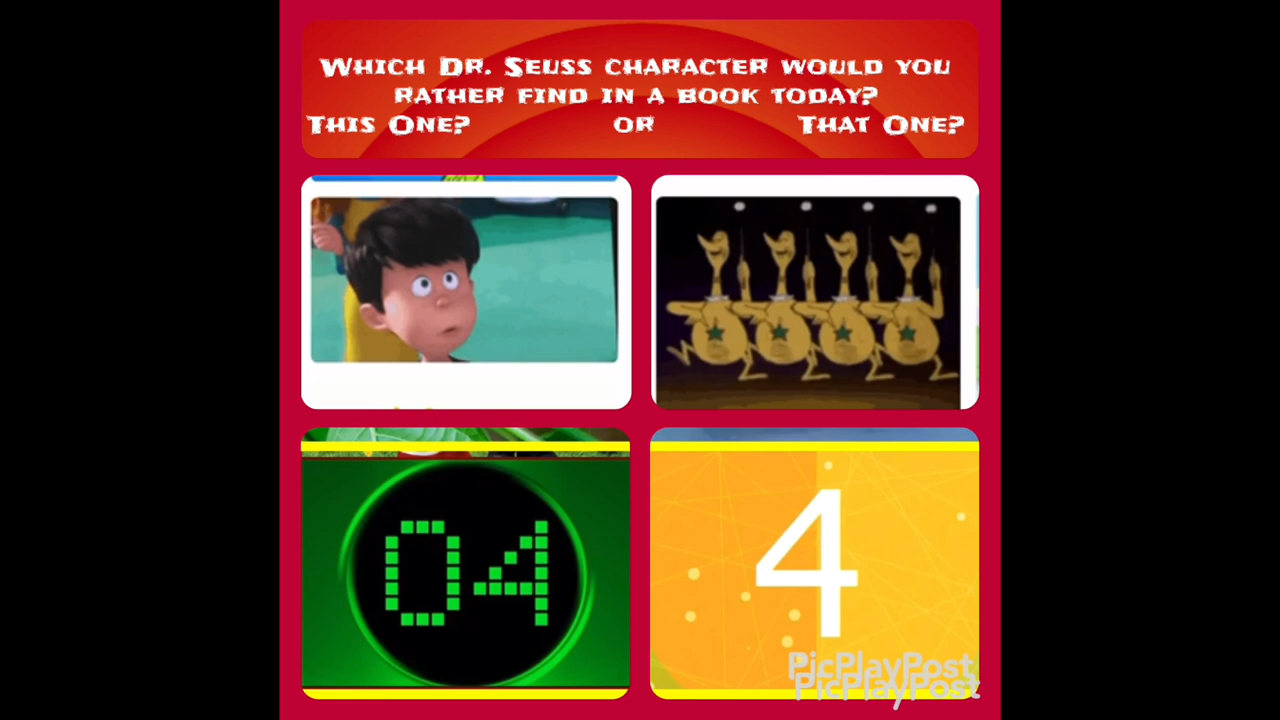 Which Dr. Seuss character would you
rather find in a book today?
This One? or That One?
04
4
PicPlayPost
PicPlayPost